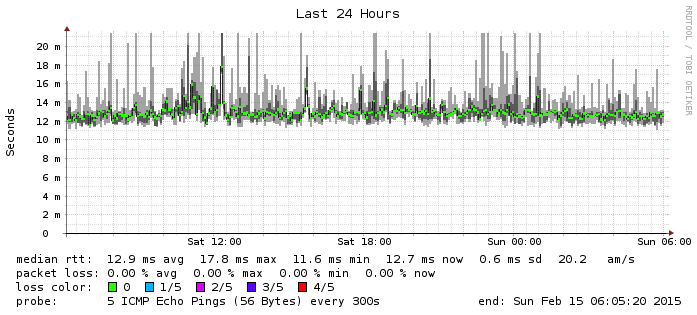 Last 24 Hours
RRDTOOL / TOBI OETIKER
Seconds
20 m
18 m
16 m
14 m
12 m
10 m
8 m
6 m
4 m
2 m
0
Sat 12:00 Sat 18:00 Sun 00:00 Sun 06:00
median rtt: 12.9 ms avg 17.8 ms max 11.6 ms min 12.7 ms now 0.6 ms sd 20.2 am/s
packet loss: 0.00 % avg 0.00 % max 0.00 % min 0.00 % now
loss color: 0 1/5 2/5 3/5 4/5
probe: 5 ICMP Echo Pings (56 Bytes) every 300s end: Sun Feb 15 06:05:20 2015